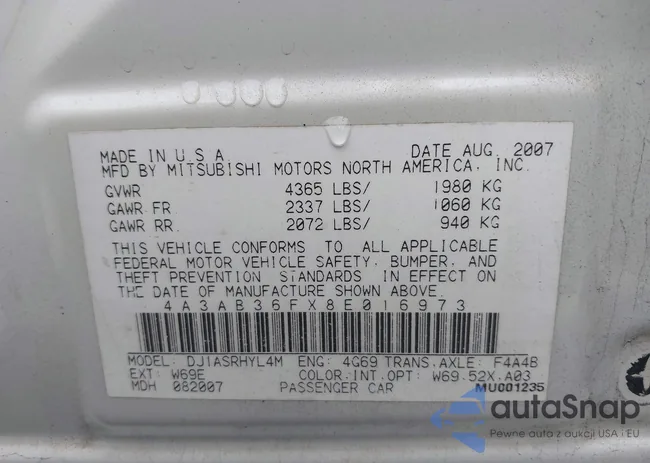 MADE IN U.S.A. DATE AUG. 2007
MFD BY MITSUBISHI MOTORS NORTH AMERICA, INC.
GVWR 4365 LBS/ 1980 KG
GAWR FR 2337 LBS/ 1060 KG
GAWR RR. 2072 LBS/ 940 KG
THIS VEHICLE CONFORMS TO ALL APPLICABLE
FEDERAL MOTOR VEHICLE SAFETY, BUMPER, AND
THEFT PREVENTION STANDARDS IN EFFECT ON
THE DATE OF MANUFACTURE SHOWN ABOVE.
4A3AB36FX8E016973
MODEL: DJ1ASRHYL4M ENG: 4G69 TRANS.AXLE: F4A4B
EXT: W69E COLOR:INT.OPT: W69.52X.A03
MDH 082007 PASSENGER CAR MU001235
autoSnap
Pewne auta z aukcji USA i EU